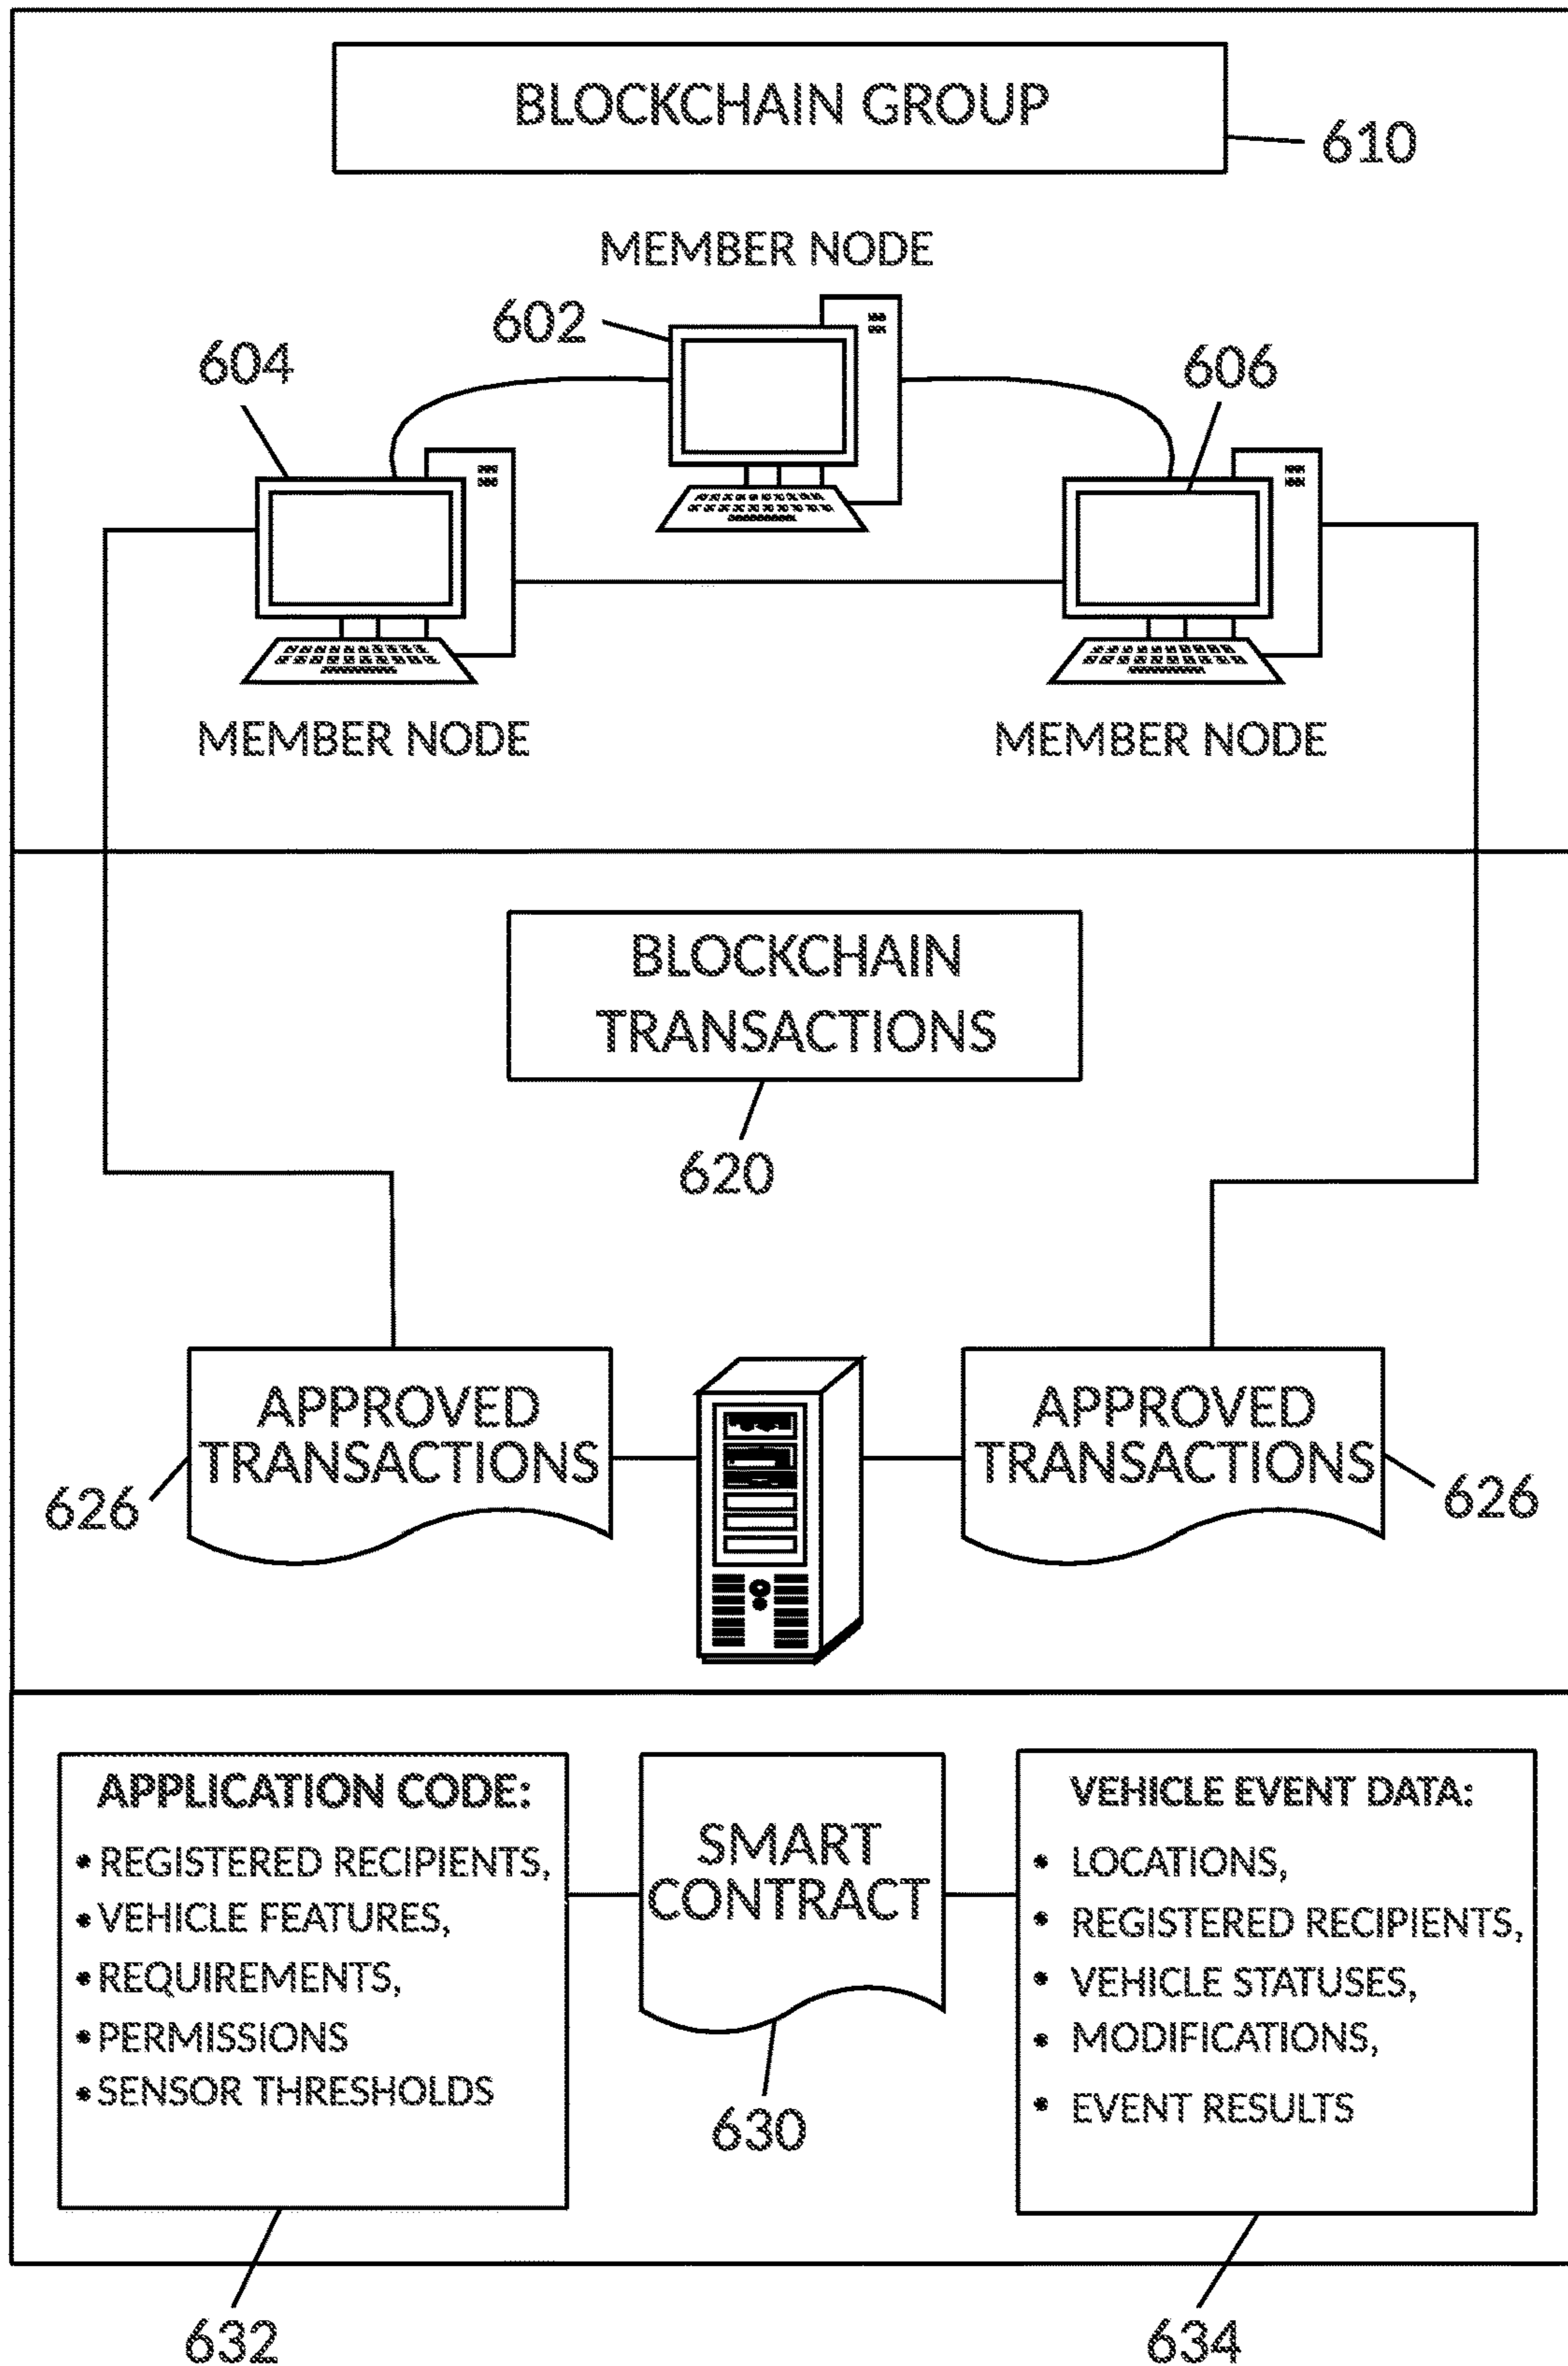 BLOCKCHAIN GROUP
610
MEMBER NODE
602
604
606
MEMBER NODE
MEMBER NODE
BLOCKCHAIN
TRANSACTIONS
620
APPROVED
TRANSACTIONS
626
APPROVED
TRANSACTIONS
626
APPLICATION CODE:
• REGISTERED RECIPIENTS,
• VEHICLE FEATURES,
• REQUIREMENTS,
• PERMISSIONS
• SENSOR THRESHOLDS
632
SMART
CONTRACT
630
VEHICLE EVENT DATA:
• LOCATIONS,
• REGISTERED RECIPIENTS,
• VEHICLE STATUSES,
• MODIFICATIONS,
• EVENT RESULTS
634